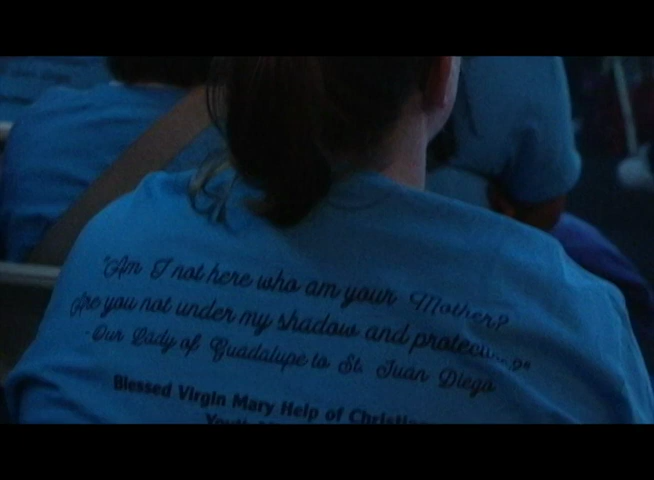 "Am I not here who am your Mother?
Are you not under my shadow and protection?"
-Our Lady of Guadalupe to St. Juan Diego
Blessed Virgin Mary Help of Christians
Youth